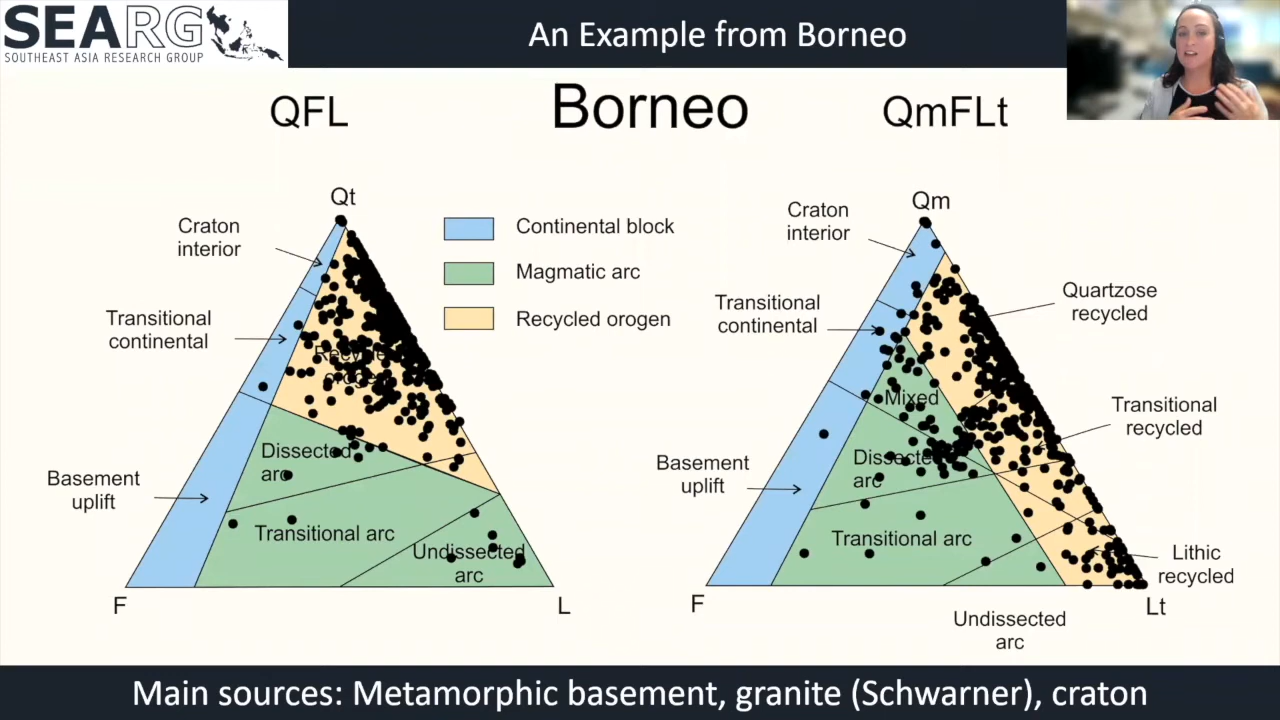 SEARG
SOUTHEAST ASIA RESEARCH GROUP
An Example from Borneo
QFL
Borneo
QmFLt
Qt
Craton
interior
Transitional
continental
Basement
uplift
Recycled
orogen
Dissected
arc
Transitional arc
Undissected
arc
F
L
Continental block
Magmatic arc
Recycled orogen
Qm
Craton
interior
Transitional
continental
Basement
uplift
Quartzose
recycled
Transitional
recycled
Mixed
Dissected
arc
Transitional arc
Lithic
recycled
F
Lt
Undissected
arc
Main sources: Metamorphic basement, granite (Schwarner), craton